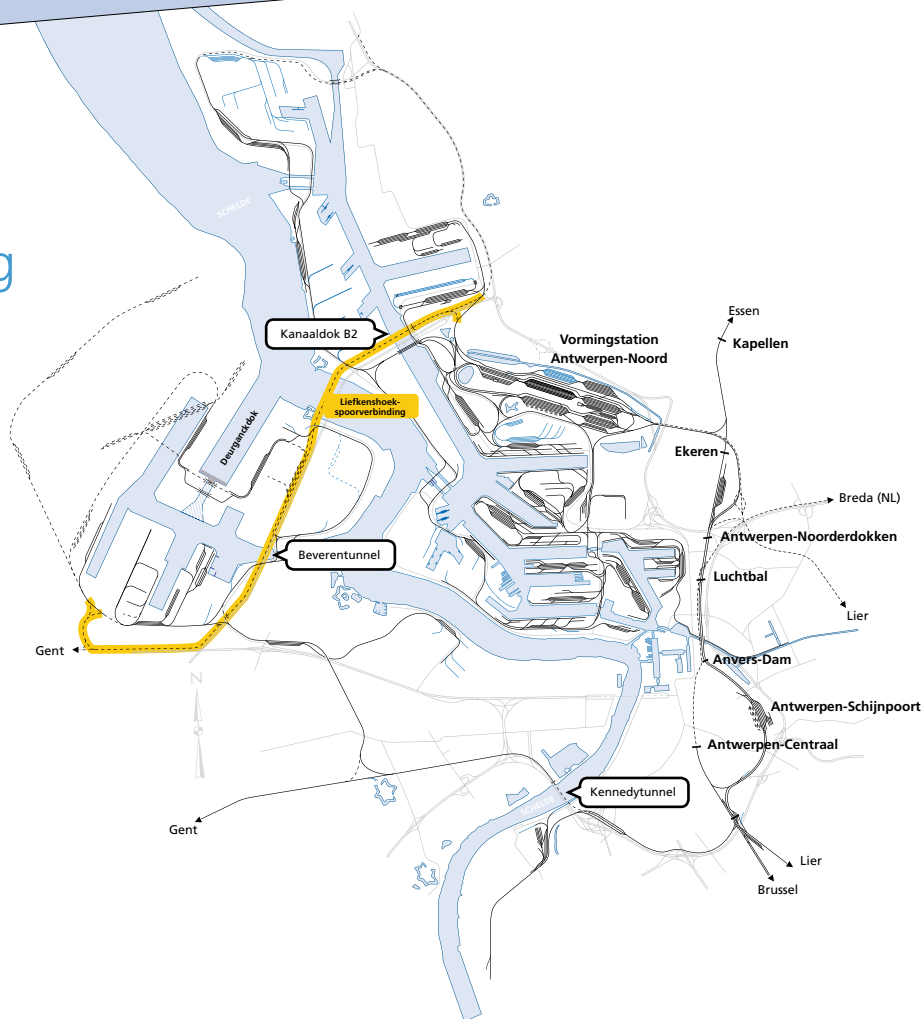 SCHELDE
g
Kanaaldok B2
Essen
Kapellen
Vormingstation
Antwerpen-Noord
Liefkenshoek-
spoorverbinding
Deurganckdok
Ekeren
Breda (NL)
Antwerpen-Noorderdokken
Beverentunnel
Luchtbal
Lier
Gent
Anvers-Dam
N
Antwerpen-Schijnpoort
Antwerpen-Centraal
Kennedytunnel
SCHELDE
Gent
Lier
Brussel